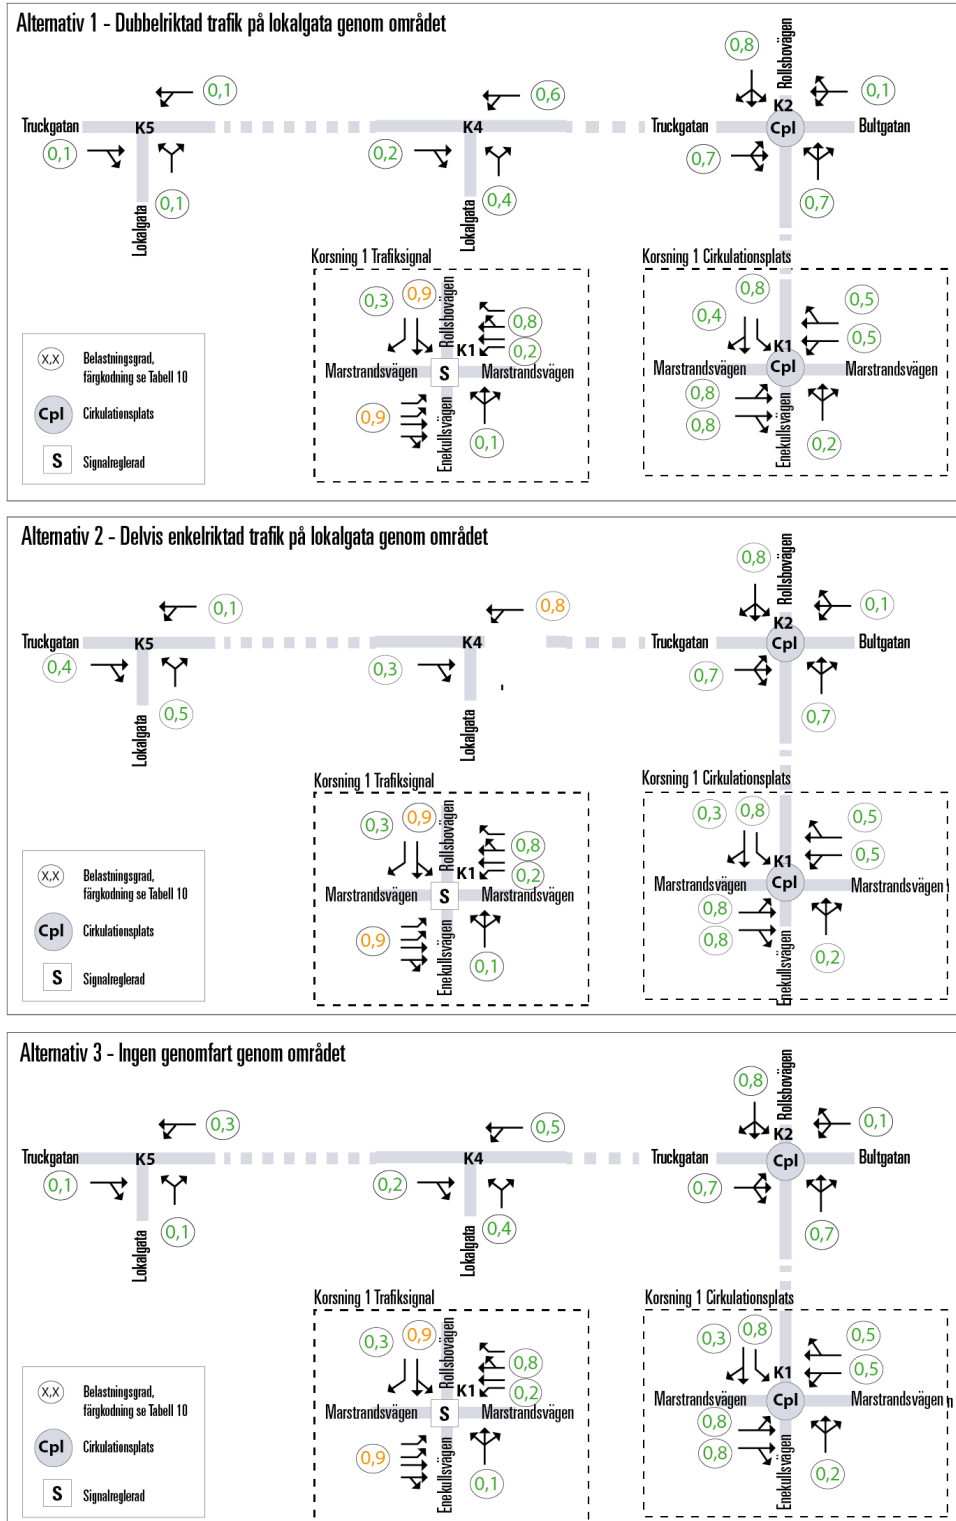 Alternativ 1 - Dubbelriktad trafik på lokalgata genom området
0,1
0,6
0,8
Rollsbovägen
0,1
Truckgatan
K5
K4
Truckgatan
K2
Cpl
Bultgatan
0,1
0,2
0,7
0,1
0,4
0,7
Lokalgata
Lokalgata
Korsning 1 Trafiksignal
Korsning 1 Cirkulationsplats
0,3
0,9
Rollsbovägen
0,8
0,2
K1
Marstrandsvägen
S
Marstrandsvägen
0,9
Enekullsvägen
0,1
0,4
0,8
0,5
0,5
K1
Marstrandsvägen
Cpl
Marstrandsvägen
0,8
0,8
Enekullsvägen
0,2
X,X
Belastningsgrad,
färgkodning se Tabell 10
Cpl
Cirkulationsplats
S
Signalreglerad
Alternativ 2 - Delvis enkelriktad trafik på lokalgata genom området
0,1
0,8
0,8
Rollsbovägen
0,1
Truckgatan
K5
K4
Truckgatan
K2
Cpl
Bultgatan
0,4
0,3
0,7
0,5
0,7
Lokalgata
Lokalgata
Korsning 1 Trafiksignal
Korsning 1 Cirkulationsplats
0,3
0,9
Rollsbovägen
0,8
0,2
K1
Marstrandsvägen
S
Marstrandsvägen
0,9
Enekullsvägen
0,1
0,3
0,8
0,5
0,5
K1
Marstrandsvägen
Cpl
Marstrandsvägen
0,8
0,8
Enekullsvägen
0,2
X,X
Belastningsgrad,
färgkodning se Tabell 10
Cpl
Cirkulationsplats
S
Signalreglerad
Alternativ 3 - Ingen genomfart genom området
0,3
0,5
0,8
Rollsbovägen
0,1
Truckgatan
K5
K4
Truckgatan
K2
Cpl
Bultgatan
0,1
0,2
0,7
0,1
0,4
0,7
Lokalgata
Lokalgata
Korsning 1 Trafiksignal
Korsning 1 Cirkulationsplats
0,3
0,9
Rollsbovägen
0,8
0,2
K1
Marstrandsvägen
S
Marstrandsvägen
0,9
Enekullsvägen
0,1
0,3
0,8
0,5
0,5
K1
Marstrandsvägen
Cpl
Marstrandsvägen
0,8
0,8
Enekullsvägen
0,2
X,X
Belastningsgrad,
färgkodning se Tabell 10
Cpl
Cirkulationsplats
S
Signalreglerad